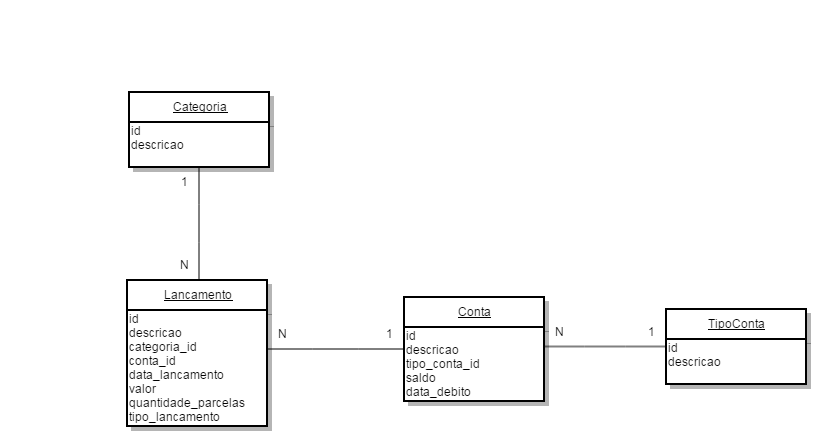 Categoria
id
descricao
1
N
Lancamento
id
descricao
categoria_id
conta_id
data_lancamento
valor
quantidade_parcelas
tipo_lancamento
N
1
Conta
id
descricao
tipo_conta_id
saldo
data_debito
N
1
TipoConta
id
descricao